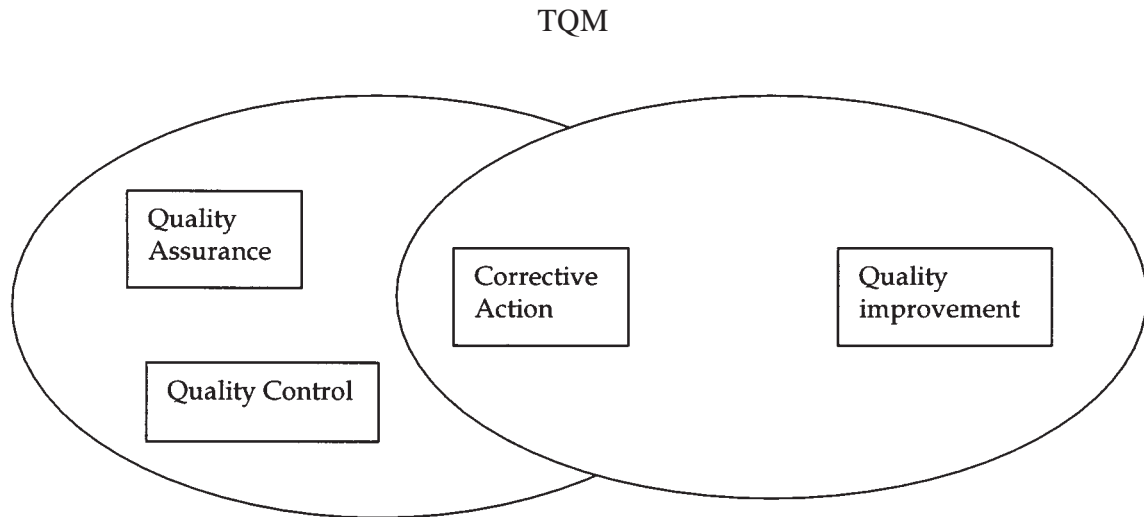 TQM
Quality
Assurance
Corrective
Action
Quality
improvement
Quality Control